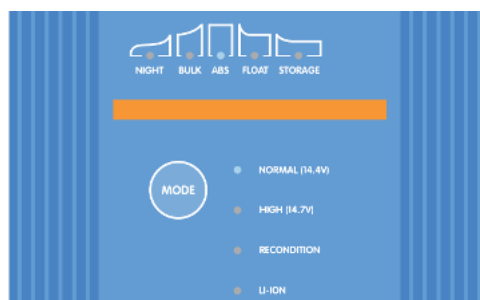 NIGHT BULK ABS FLOAT STORAGE
NORMAL (14.4V)
MODE
HIGH (14.7V)
RECONDITION
LI-ION